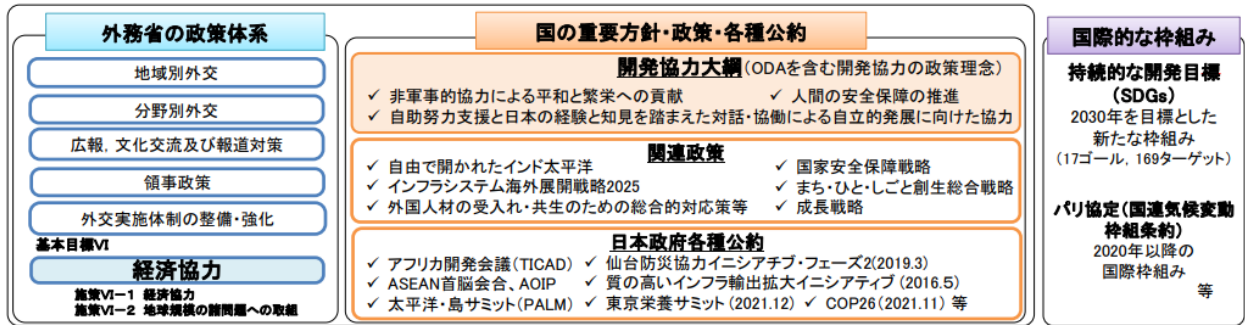 外務省の政策体系
地域別外交
分野別外交
広報，文化交流及び報道対策
領事政策
外交実施体制の整備・強化
基本目標Ⅵ
経済協力
施策Ⅵ－1 経済協力
施策Ⅵ－2 地球規模の諸問題への取組
国の重要方針・政策・各種公約
開発協力大綱(ODAを含む開発協力の政策理念)
✓ 非軍事的協力による平和と繁栄への貢献 ✓ 人間の安全保障の推進
✓ 自助努力支援と日本の経験と知見を踏まえた対話・協働による自立的発展に向けた協力
関連政策
✓ 自由で開かれたインド太平洋 ✓ 国家安全保障戦略
✓ インフラシステム海外展開戦略2025 ✓ まち・ひと・しごと創生総合戦略
✓ 外国人材の受入れ・共生のための総合的対応策等 ✓ 成長戦略
日本政府各種公約
✓ アフリカ開発会議(TICAD) ✓ 仙台防災協力イニシアチブ・フェーズ2(2019.3)
✓ ASEAN首脳会合、AOIP ✓ 質の高いインフラ輸出拡大イニシアティブ(2016.5)
✓ 太平洋・島サミット(PALM) ✓ 東京栄養サミット(2021.12) ✓ COP26(2021.11) 等
国際的な枠組み
持続的な開発目標
(SDGs)
2030年を目標とした
新たな枠組み
(17ゴール，169ターゲット)
パリ協定(国連気候変動
枠組条約)
2020年以降の
国際枠組み
等